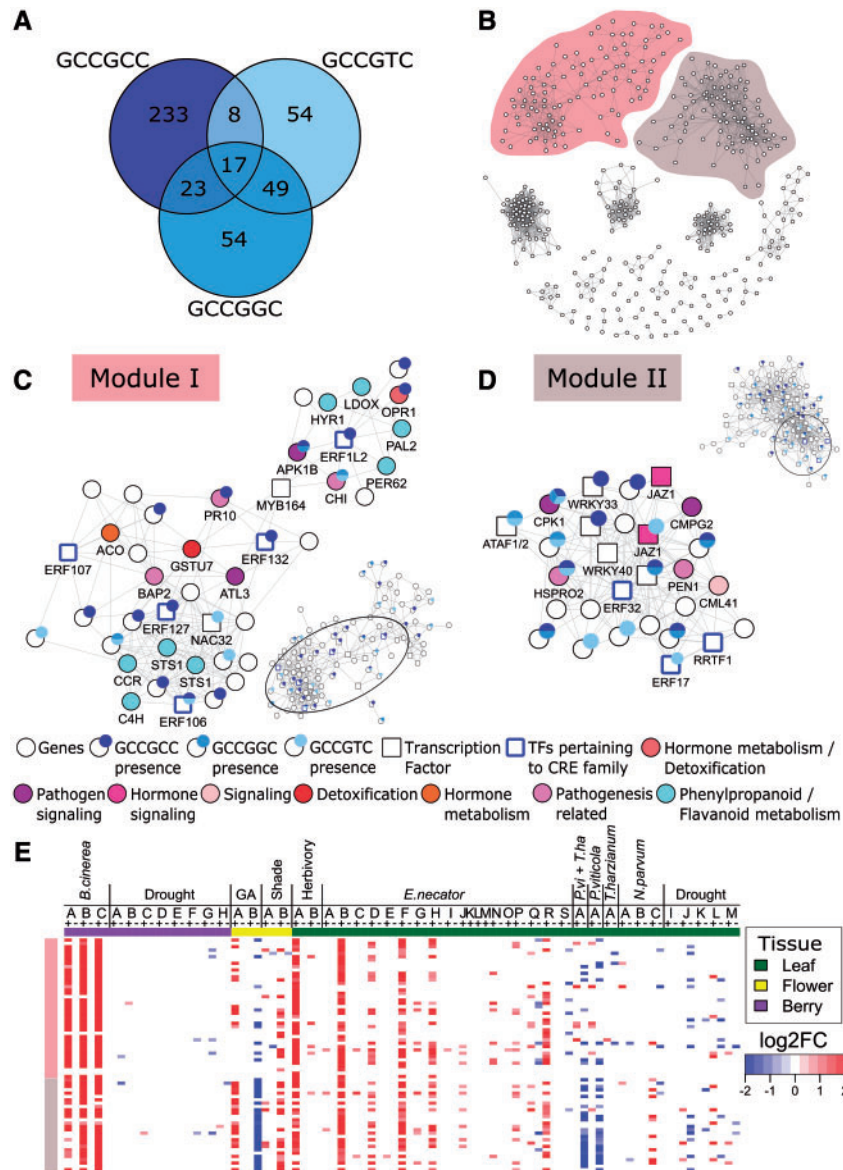 A
GCCGCC
GCCGTC
233
8
54
17
23
49
54
GCCGGC
B
C
Module I
HYR1
LDOX
OPR1
APK1B
ERF1L2
PAL2
PER62
MYB164
CHI
PR10
ACO
GSTU7
ERF132
ERF107
BAP2
ATL3
ERF127
NAC32
CCR
STS1
STS1
C4H
ERF106
D
Module II
JAZ1
CPK1
WRKY33
CMPG2
JAZ1
ATAF1/2
WRKY40
PEN1
HSPRO2
ERF32
CML41
RRTF1
ERF17
Genes
GCCGCC presence
GCCGGC presence
GCCGTC presence
Transcription Factor
TFs pertaining to CRE family
Hormone metabolism / Detoxification
Pathogen signaling
Hormone signaling
Signaling
Detoxification
Hormone metabolism
Pathogenesis related
Phenylpropanoid / Flavanoid metabolism
E
B.cinerea
Drought
GA
Shade
Herbivory
E.necator
P.vi + T.ha
P.viticola
T.harzianum
N.parvum
Drought
A B C A B C D E F G H A B A B A B A B C D E F G H I J K L M N O P Q R S A A A A B C I J K L M
Tissue
Leaf
Flower
Berry
log2FC
-2 -1 0 1 2